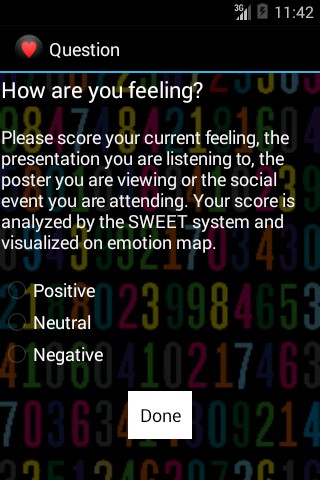 3G 11:42
Question
How are you feeling?
Please score your current feeling, the
presentation you are listening to, the
poster you are viewing or the social
event you are attending. Your score is
analyzed by the SWEET system and
visualized on emotion map.
Positive
Neutral
Negative
Done